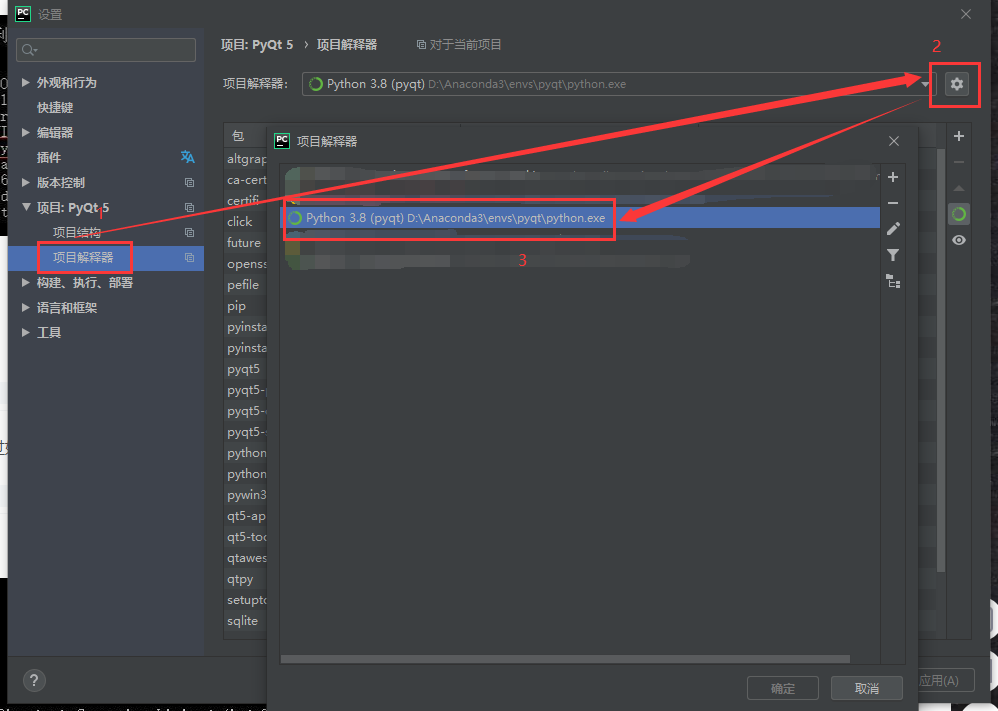 PC 设置
项目: PyQt 5 › 项目解释器 对于当前项目
2
项目解释器: Python 3.8 (pyqt) D:\Anaconda3\envs\pyqt\python.exe
外观和行为
快捷键
编辑器
插件
版本控制
项目: PyQt 5
1
项目结构
项目解释器
构建、执行、部署
语言和框架
工具
包
altgrap
ca-cert
certifi
click
future
openss
pefile
pip
pyinsta
pyinsta
pyqt5
pyqt5-
pyqt5-
pyqt5-
python
python
pywin3
qt5-ap
qt5-too
qtawes
qtpy
setupto
sqlite
PC 项目解释器
Python 3.8 (pyqt) D:\Anaconda3\envs\pyqt\python.exe
3
确定
取消
?
应用(A)